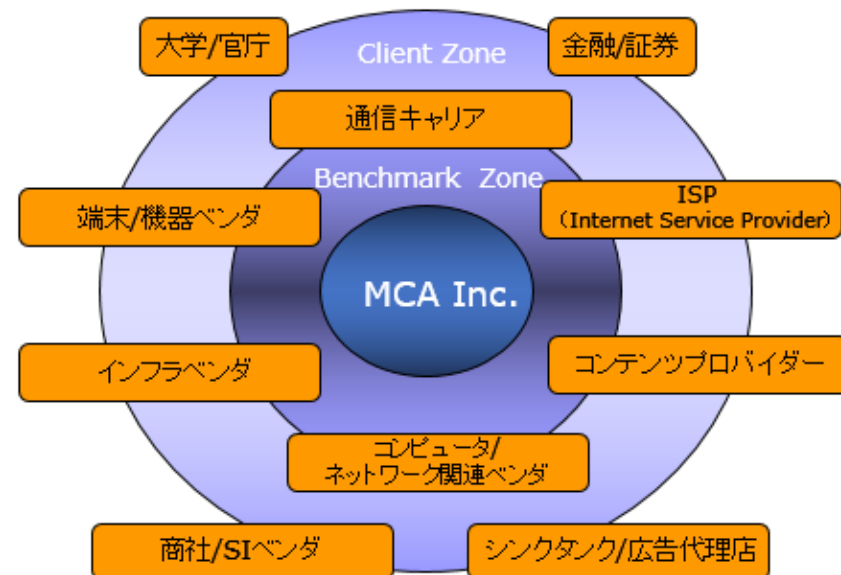 大学/官庁
Client Zone
金融/証券
通信キャリア
Benchmark Zone
端末/機器ベンダ
ISP
（Internet Service Provider）
MCA Inc.
インフラベンダ
コンテンツプロバイダー
コンピュータ/
ネットワーク関連ベンダ
商社/SIベンダ
シンクタンク/広告代理店